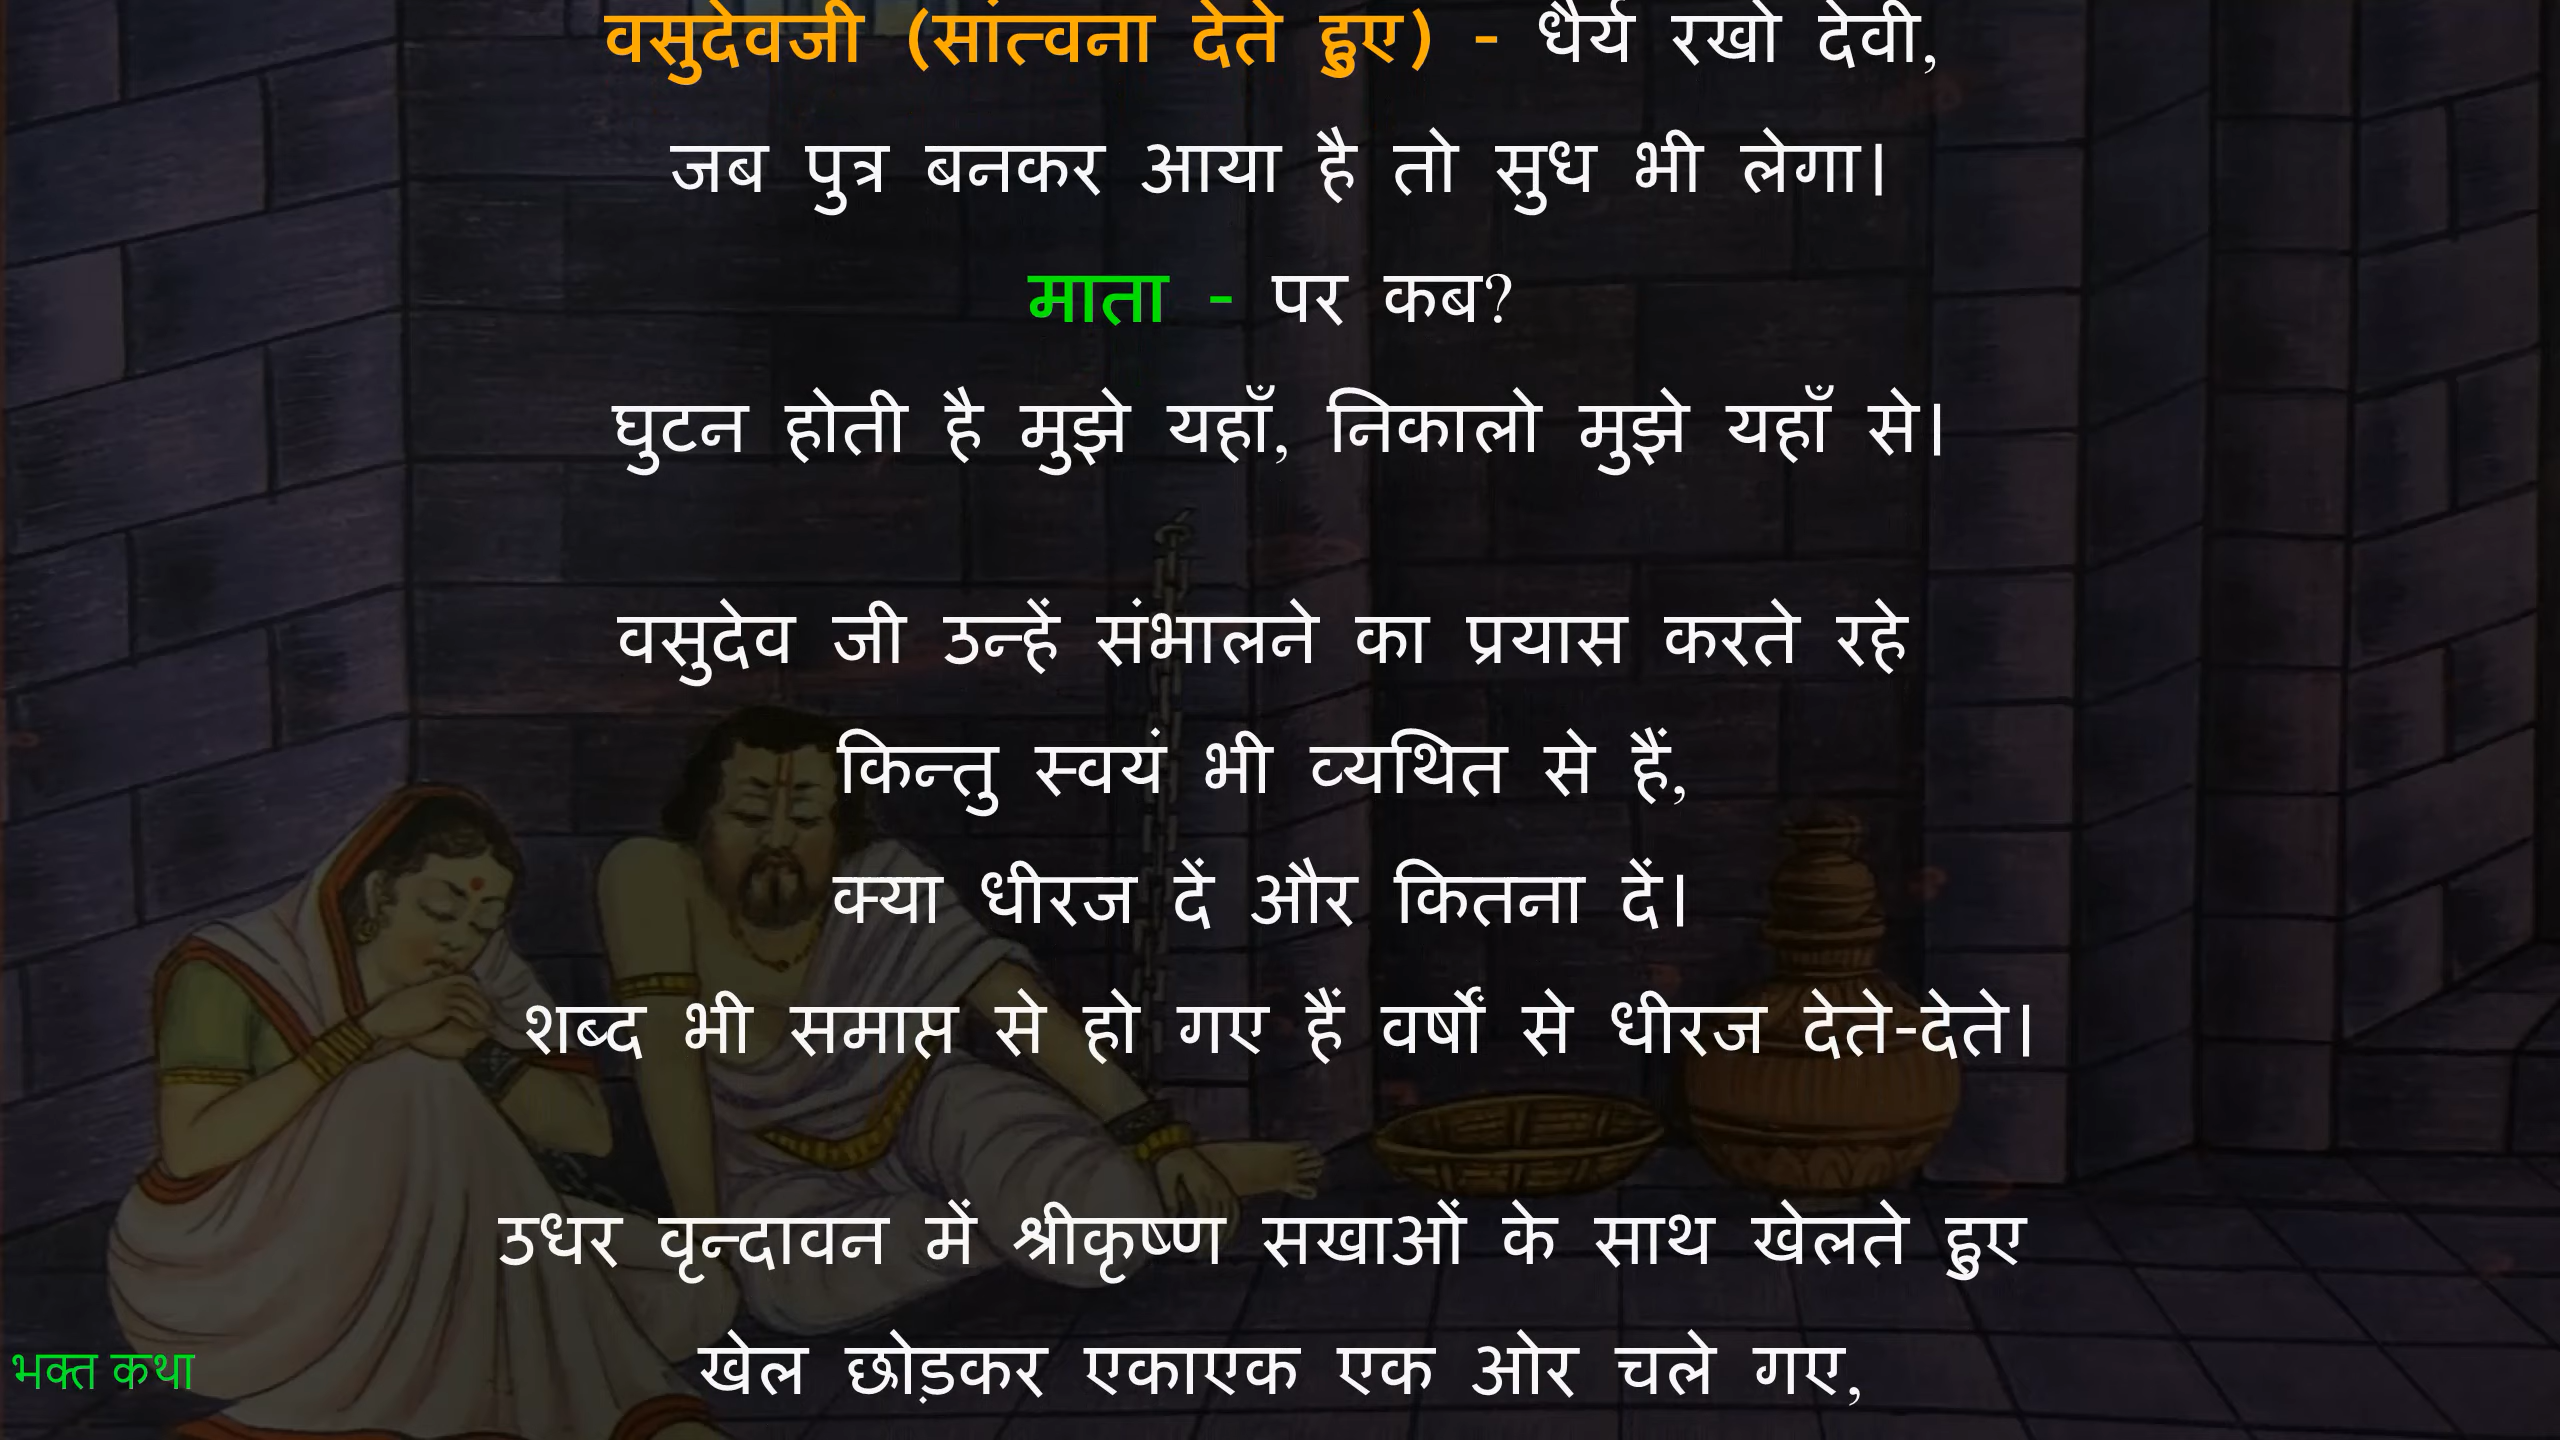 वसुदेवजी (सांत्वना देते हुए) - धैर्य रखो देवी,
जब पुत्र बनकर आया है तो सुध भी लेगा।
माता - पर कब?
घुटन होती है मुझे यहाँ, निकालो मुझे यहाँ से।
वसुदेव जी उन्हें संभालने का प्रयास करते रहे
किन्तु स्वयं भी व्यथित से हैं,
क्या धीरज दें और कितना दें।
शब्द भी समाप्त से हो गए हैं वर्षों से धीरज देते-देते।
उधर वृन्दावन में श्रीकृष्ण सखाओं के साथ खेलते हुए
खेल छोड़कर एकाएक एक ओर चले गए,
भक्त कथा